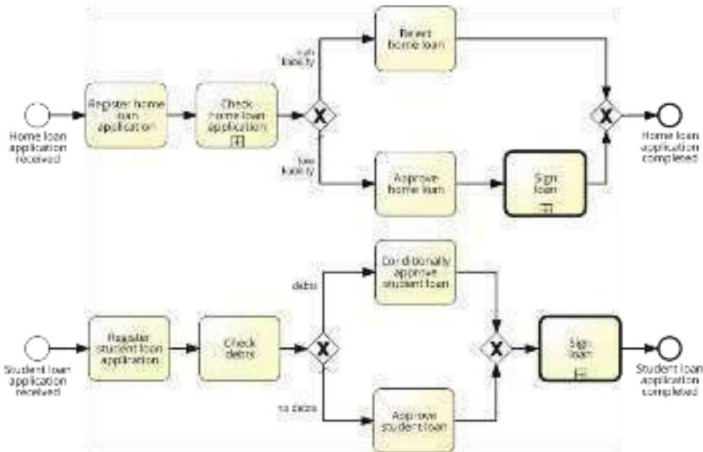 high
liability
Reject
home loan
Register home
loan
application
Check
home loan
application
Home loan
application
received
Home loan
application
completed
low
liability
Approve
home loan
Sign
loan
Conditionally
approve
student loan
debts
Register
student loan
application
Check
debts
Sign
loan
Student loan
application
received
Student loan
application
completed
no debts
Approve
student loan